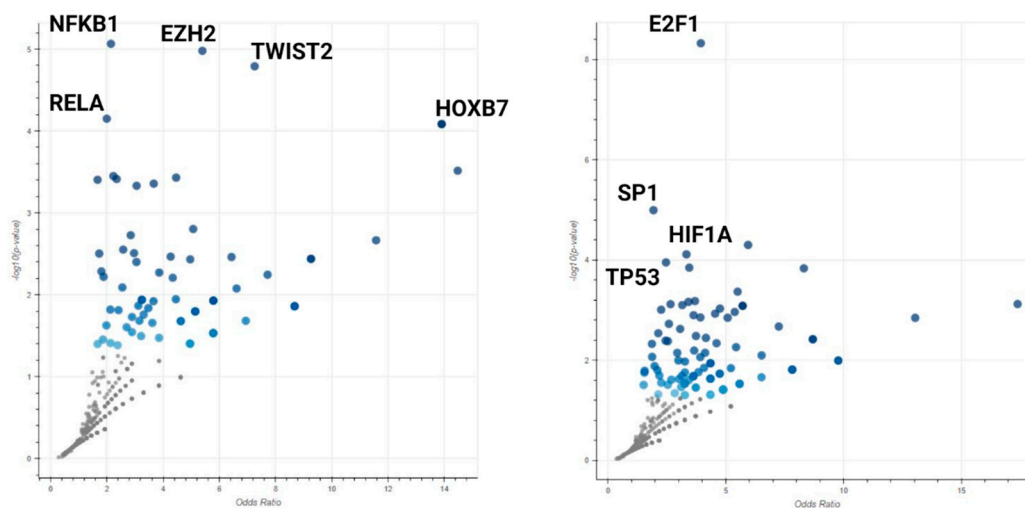 NFKB1
EZH2
TWIST2
RELA
HOXB7
5
4
3
2
1
0
-log10(p-value)
0
2
4
6
8
10
12
14
Odds Ratio
E2F1
SP1
HIF1A
TP53
8
6
4
2
0
-log10(p-value)
0
5
10
15
Odds Ratio